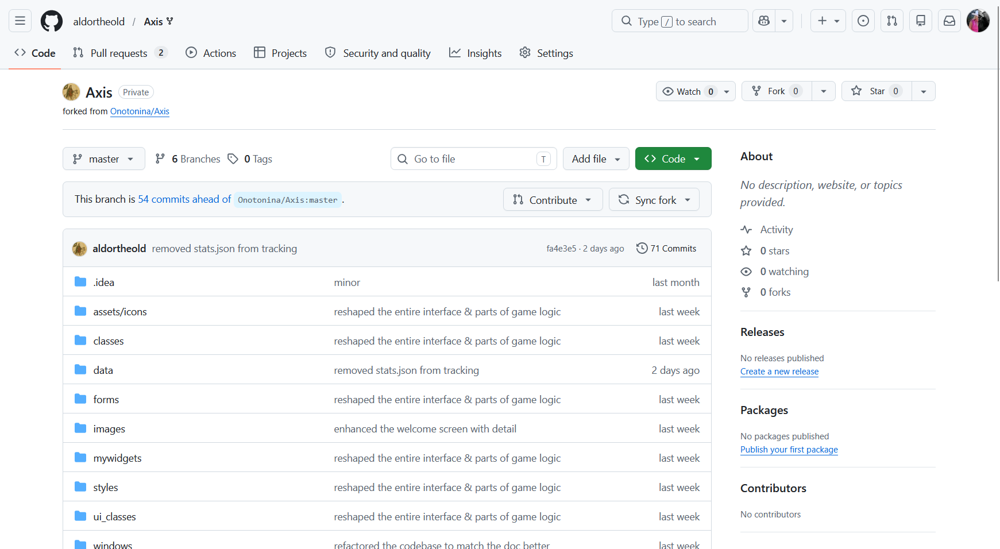 aldortheold / Axis
Type / to search
Code
Pull requests 2
Actions
Projects
Security and quality
Insights
Settings
Axis Private
forked from Onotonina/Axis
Watch 0
Fork 0
Star 0
master
6 Branches
0 Tags
Go to file T
Add file
Code
This branch is 54 commits ahead of Onotonina/Axis:master .
Contribute
Sync fork
aldortheold removed stats.json from tracking fa4e3e5 · 2 days ago 71 Commits
.idea minor last month
assets/icons reshaped the entire interface & parts of game logic last week
classes reshaped the entire interface & parts of game logic last week
data removed stats.json from tracking 2 days ago
forms reshaped the entire interface & parts of game logic last week
images enhanced the welcome screen with detail last week
mywidgets reshaped the entire interface & parts of game logic last week
styles reshaped the entire interface & parts of game logic last week
ui_classes reshaped the entire interface & parts of game logic last week
windows refactored the codebase to match the doc better last week
About
No description, website, or topics
provided.
Activity
0 stars
0 watching
0 forks
Releases
No releases published
Create a new release
Packages
No packages published
Publish your first package
Contributors
No contributors